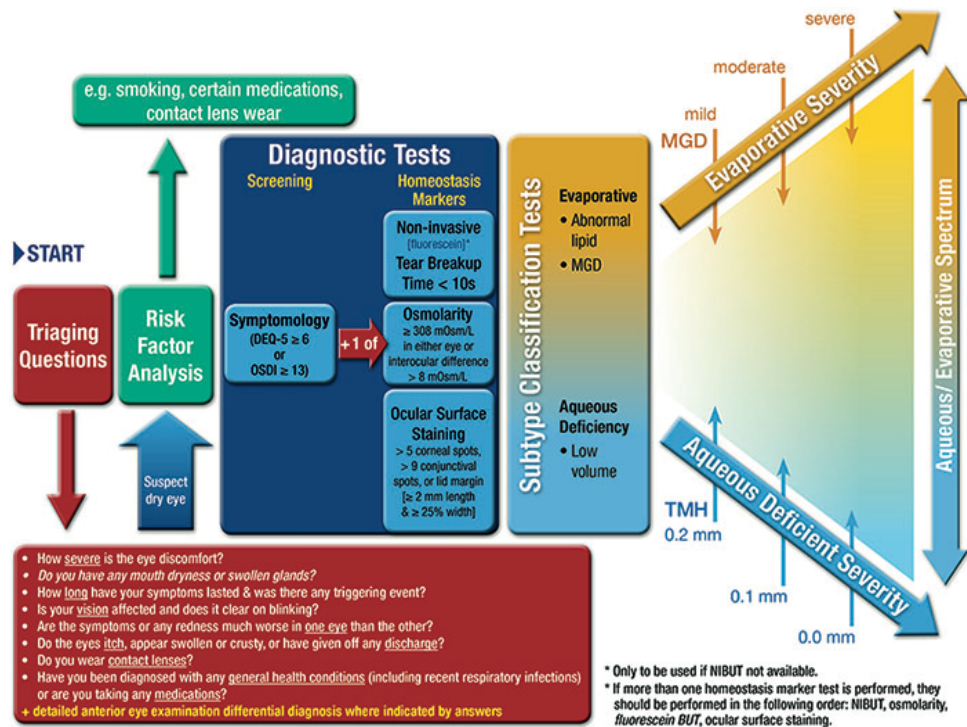 e.g. smoking, certain medications,
contact lens wear
START
Triaging
Questions
Risk
Factor
Analysis
Suspect
dry eye
Diagnostic Tests
Screening
Homeostasis
Markers
Symptomology
(DEQ-5 ≥ 6
or
OSDI ≥ 13)
+1 of
Non-invasive
[fluorescein]*
Tear Breakup
Time < 10s
Osmolarity
≥ 308 mOsm/L
in either eye or
interocular difference
> 8 mOsm/L
Ocular Surface
Staining
> 5 corneal spots,
> 9 conjunctival
spots, or lid margin
[≥ 2 mm length
& ≥ 25% width]
Subtype Classification Tests
Evaporative
• Abnormal
lipid
• MGD
Aqueous
Deficiency
• Low
volume
severe
moderate
mild
MGD
Evaporative Severity
Aqueous/ Evaporative Spectrum
Aqueous Deficient Severity
TMH
0.2 mm
0.1 mm
0.0 mm
• How severe is the eye discomfort?
• Do you have any mouth dryness or swollen glands?
• How long have your symptoms lasted & was there any triggering event?
• Is your vision affected and does it clear on blinking?
• Are the symptoms or any redness much worse in one eye than the other?
• Do the eyes itch, appear swollen or crusty, or have given off any discharge?
• Do you wear contact lenses?
• Have you been diagnosed with any general health conditions (including recent respiratory infections)
or are you taking any medications?
+ detailed anterior eye examination differential diagnosis where indicated by answers
* Only to be used if NIBUT not available.
* If more than one homeostasis marker test is performed, they
should be performed in the following order: NIBUT, osmolarity,
fluorescein BUT, ocular surface staining.